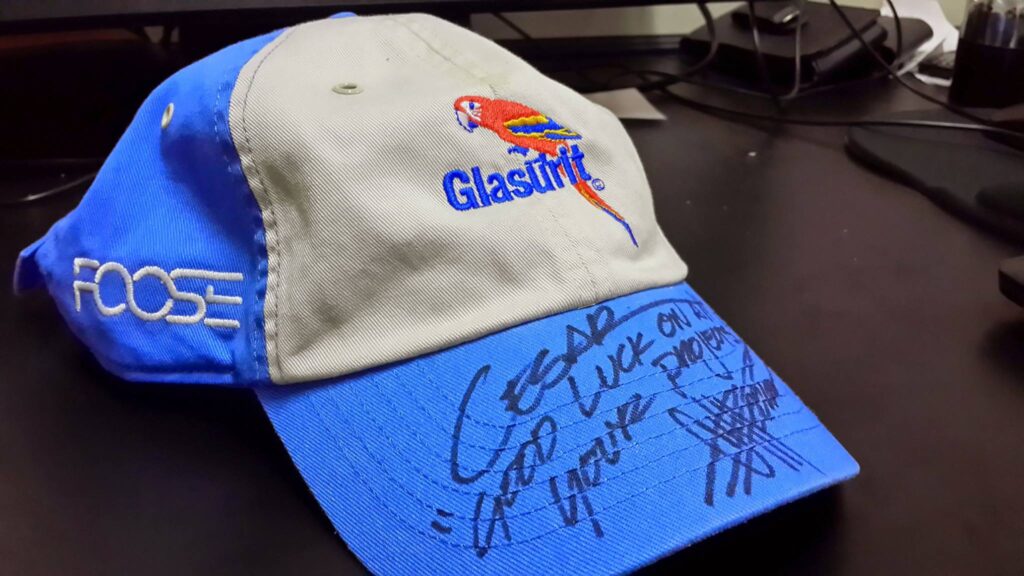 Glasurit
FOOSE
CESAR
GOOD LUCK ON ALL
YOUR PROJECTS